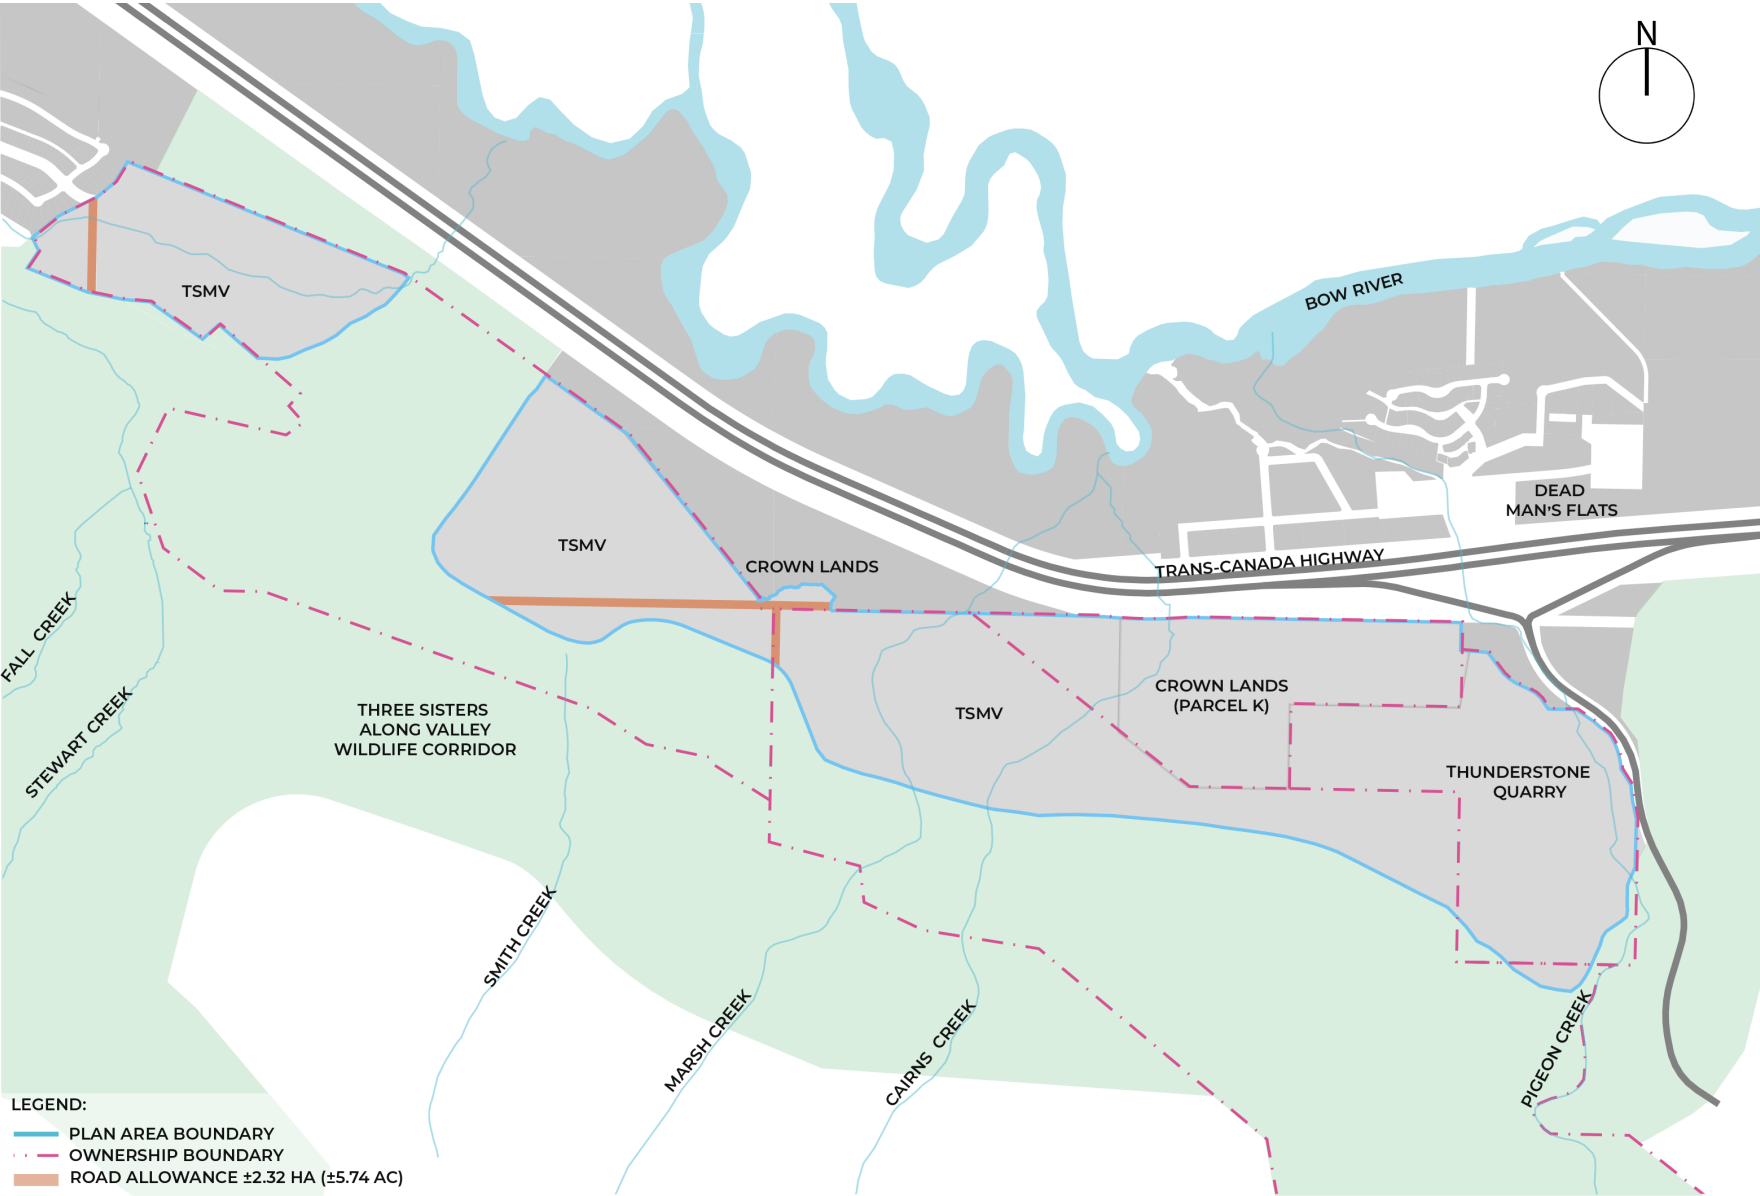 N
BOW RIVER
TSMV
DEAD
MAN'S FLATS
TSMV
CROWN LANDS
TRANS-CANADA HIGHWAY
FALL CREEK
STEWART CREEK
THREE SISTERS
ALONG VALLEY
WILDLIFE CORRIDOR
TSMV
CROWN LANDS
(PARCEL K)
THUNDERSTONE
QUARRY
SMITH CREEK
MARSH CREEK
CAIRNS CREEK
PIGEON CREEK
LEGEND:
PLAN AREA BOUNDARY
OWNERSHIP BOUNDARY
ROAD ALLOWANCE ±2.32 HA (±5.74 AC)